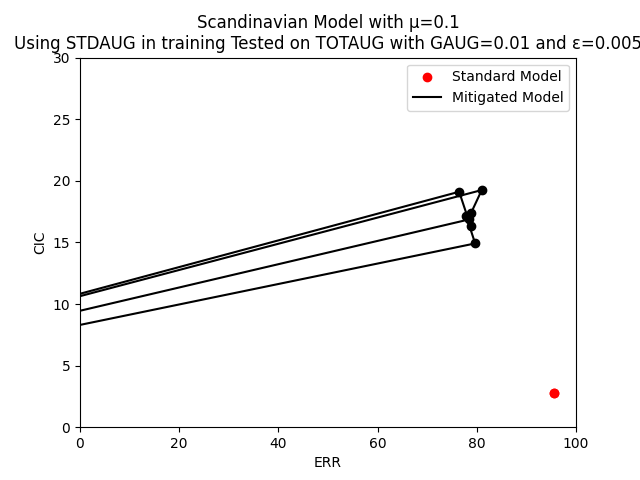 Scandinavian Model with μ=0.1
Using STDAUG in training Tested on TOTAUG with GAUG=0.01 and ε=0.005
Standard Model
Mitigated Model
30
25
20
15
10
5
0
CIC
0 20 40 60 80 100
ERR